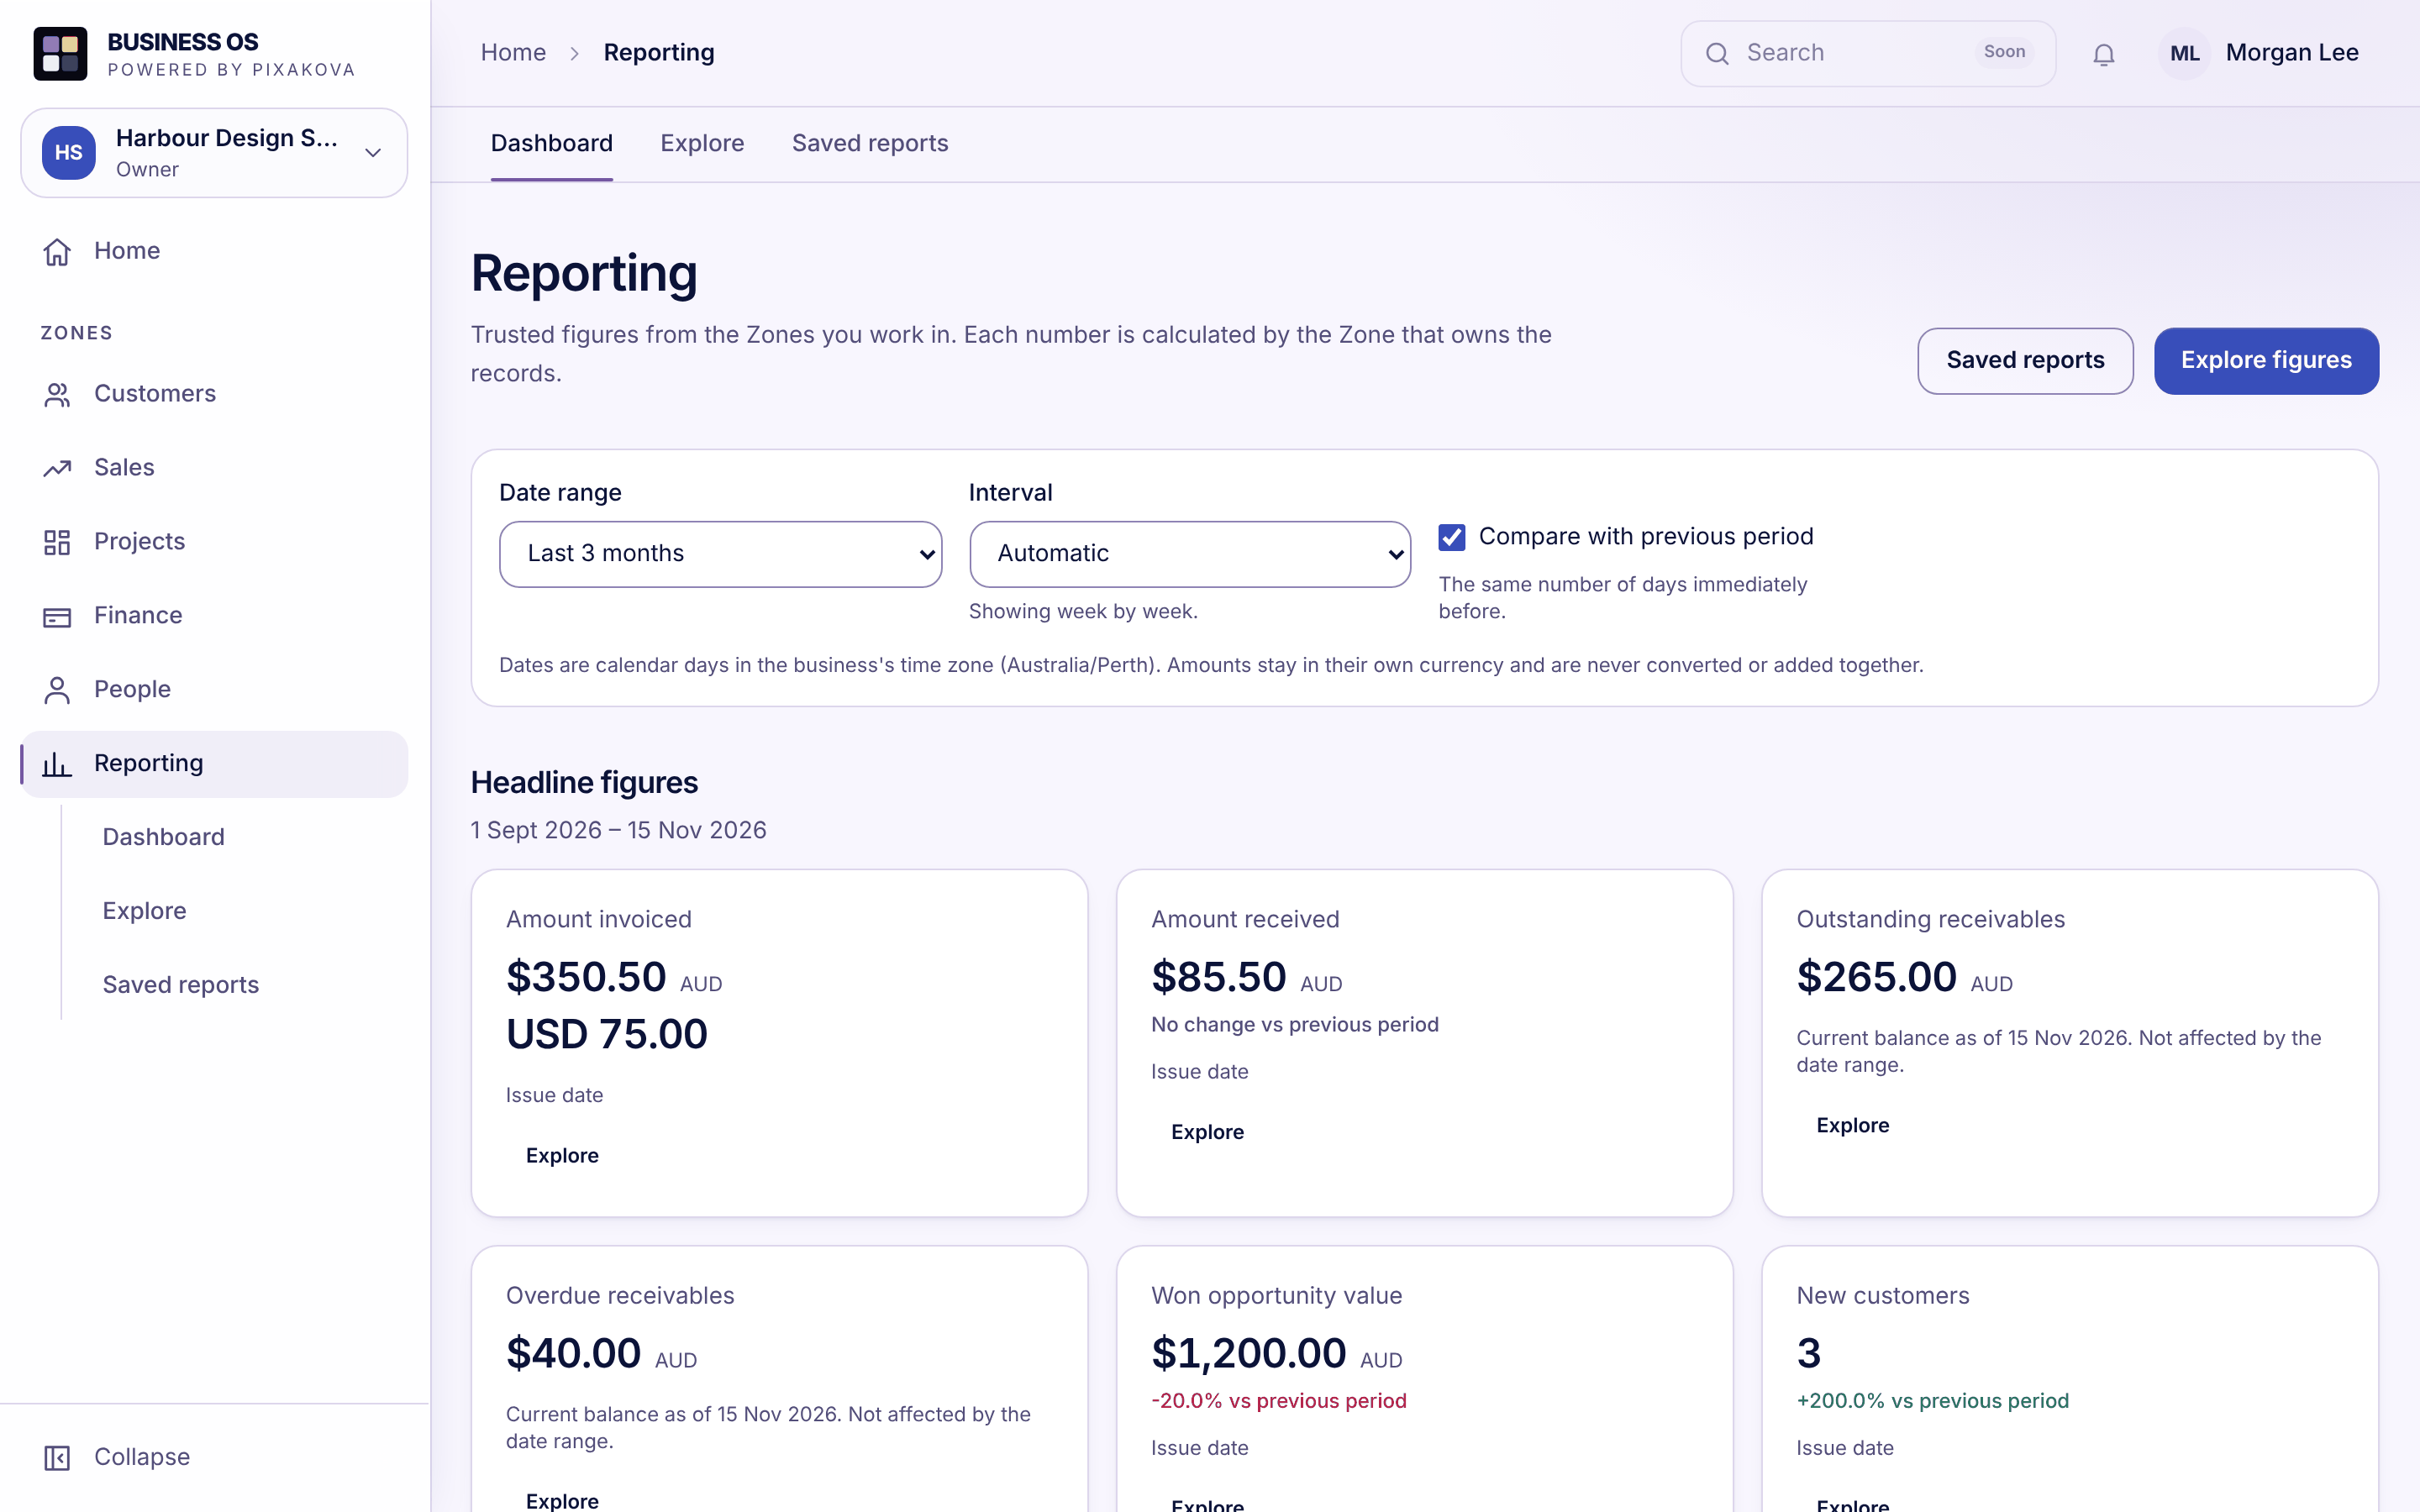 BUSINESS OS
POWERED BY PIXAKOVA
HS
Harbour Design S...
Owner
Home
ZONES
Customers
Sales
Projects
Finance
People
Reporting
Dashboard
Explore
Saved reports
Collapse
Home > Reporting
Search
Soon
ML
Morgan Lee
Dashboard
Explore
Saved reports
Reporting
Trusted figures from the Zones you work in. Each number is calculated by the Zone that owns the
records.
Saved reports
Explore figures
Date range
Last 3 months
Interval
Automatic
Showing week by week.
Compare with previous period
The same number of days immediately
before.
Dates are calendar days in the business's time zone (Australia/Perth). Amounts stay in their own currency and are never converted or added together.
Headline figures
1 Sept 2026 – 15 Nov 2026
Amount invoiced
$350.50 AUD
USD 75.00
Issue date
Explore
Amount received
$85.50 AUD
No change vs previous period
Issue date
Explore
Outstanding receivables
$265.00 AUD
Current balance as of 15 Nov 2026. Not affected by the
date range.
Explore
Overdue receivables
$40.00 AUD
Current balance as of 15 Nov 2026. Not affected by the
date range.
Explore
Won opportunity value
$1,200.00 AUD
-20.0% vs previous period
Issue date
Explore
New customers
3
+200.0% vs previous period
Issue date
Explore